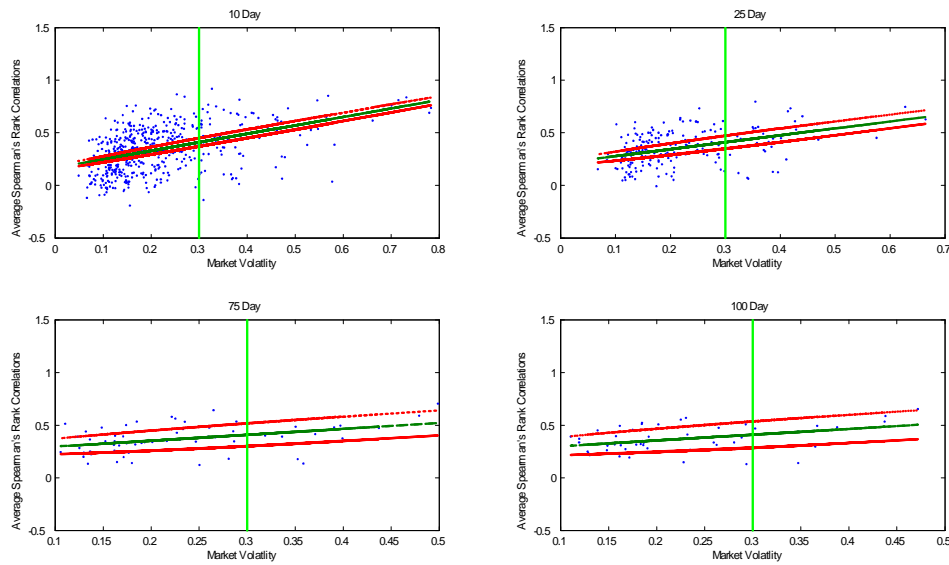 10 Day
1.5
1
0.5
0
-0.5
0 0.1 0.2 0.3 0.4 0.5 0.6 0.7 0.8
Average Spearman's Rank Correlations
Market Volatlity
25 Day
1.5
1
0.5
0
-0.5
0 0.1 0.2 0.3 0.4 0.5 0.6 0.7
Average Spearman's Rank Correlations
Market Volatlity
75 Day
1.5
1
0.5
0
-0.5
0.1 0.15 0.2 0.25 0.3 0.35 0.4 0.45 0.5
Average Spearman's Rank Correlations
Market Volatlity
100 Day
1.5
1
0.5
0
-0.5
0.1 0.15 0.2 0.25 0.3 0.35 0.4 0.45 0.5
Average Spearman's Rank Correlations
Market Volatlity